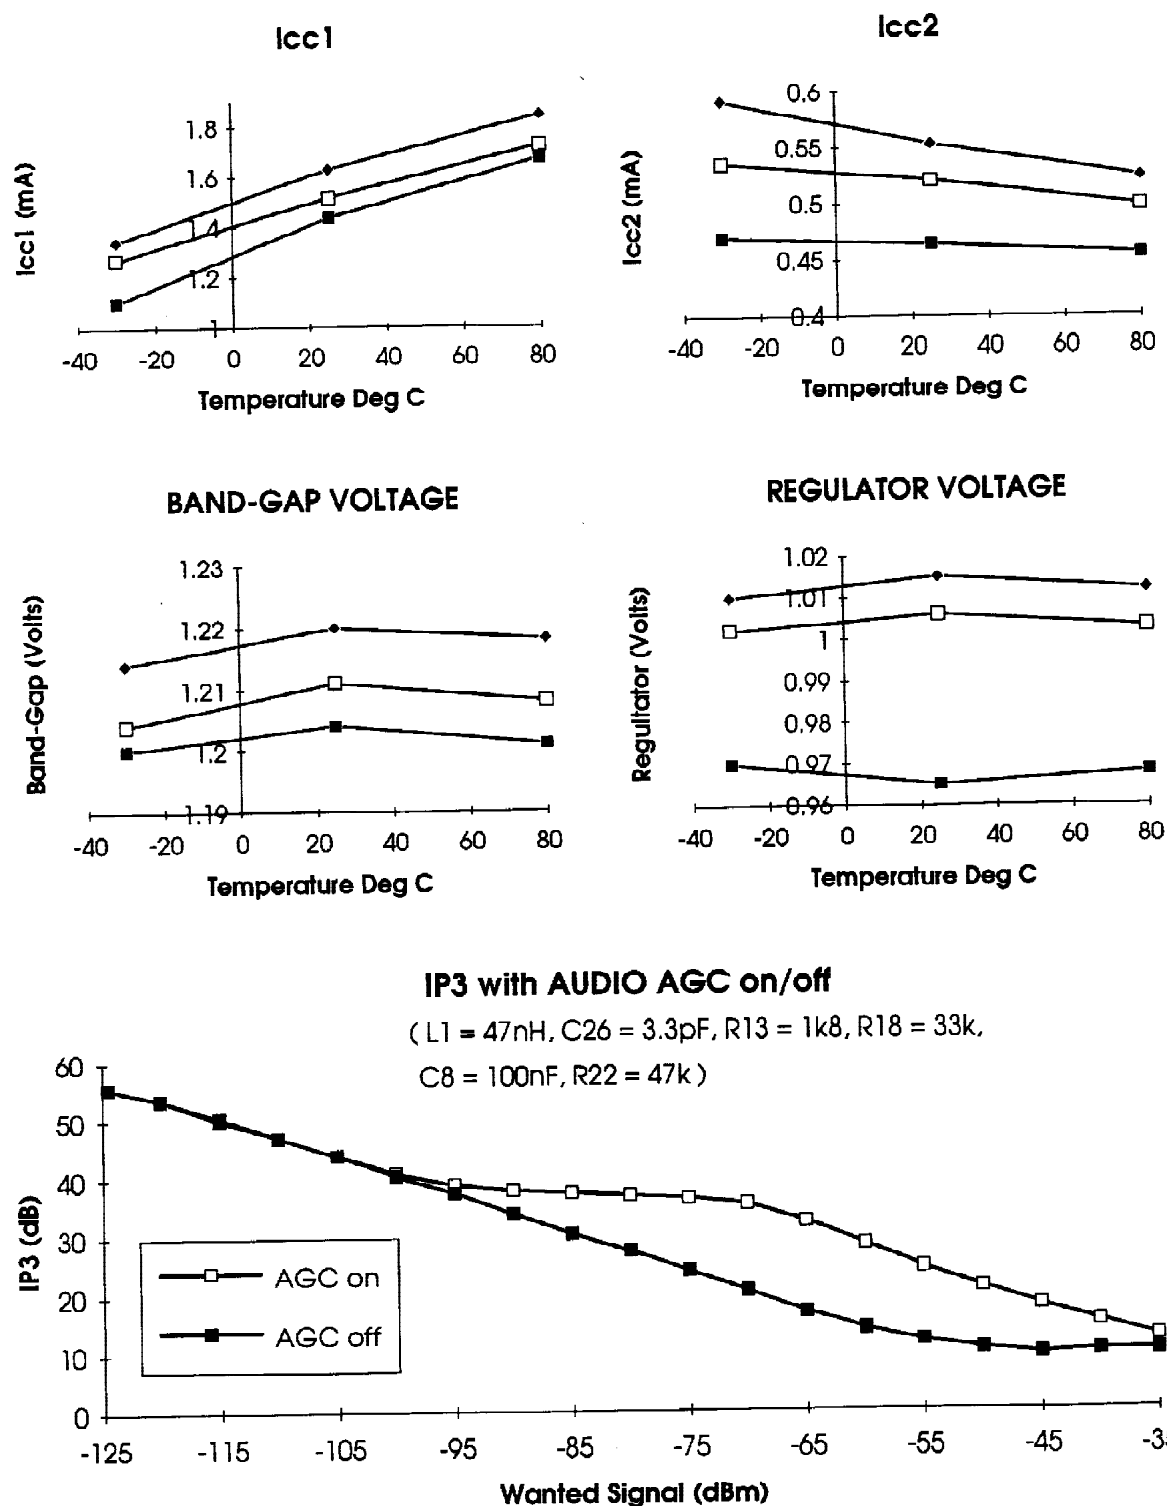 Icc1
Icc1 (mA)
1.8
1.6
1.4
1.2
1
-40 -20 0 20 40 60 80
Temperature Deg C
Icc2
Icc2 (mA)
0.6
0.55
0.5
0.45
0.4
-40 -20 0 20 40 60 80
Temperature Deg C
BAND-GAP VOLTAGE
Band-Gap (Volts)
1.23
1.22
1.21
1.2
1.19
-40 -20 0 20 40 60 80
Temperature Deg C
REGULATOR VOLTAGE
Regultator (Volts)
1.02
1.01
1
0.99
0.98
0.97
0.96
-40 -20 0 20 40 60 80
Temperature Deg C
IP3 with AUDIO AGC on/off
( L1 = 47nH, C26 = 3.3pF, R13 = 1k8, R18 = 33k,
C8 = 100nF, R22 = 47k )
IP3 (dB)
60
50
40
30
20
10
0
AGC on
AGC off
-125 -115 -105 -95 -85 -75 -65 -55 -45
Wanted Signal (dBm)